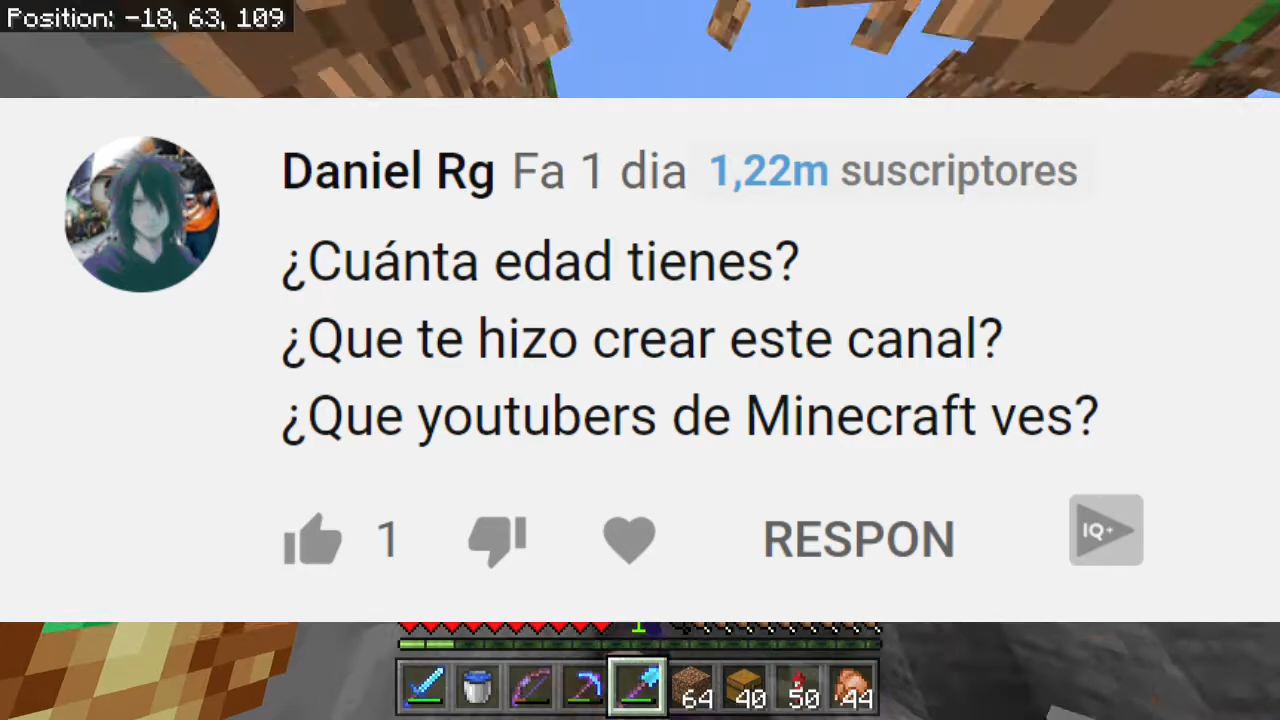 Position: -18, 63, 109
Daniel Rg Fa 1 dia 1,22m suscriptores
¿Cuánta edad tienes?
¿Que te hizo crear este canal?
¿Que youtubers de Minecraft ves?
1 RESPON IQ+
1
64 40 50 44